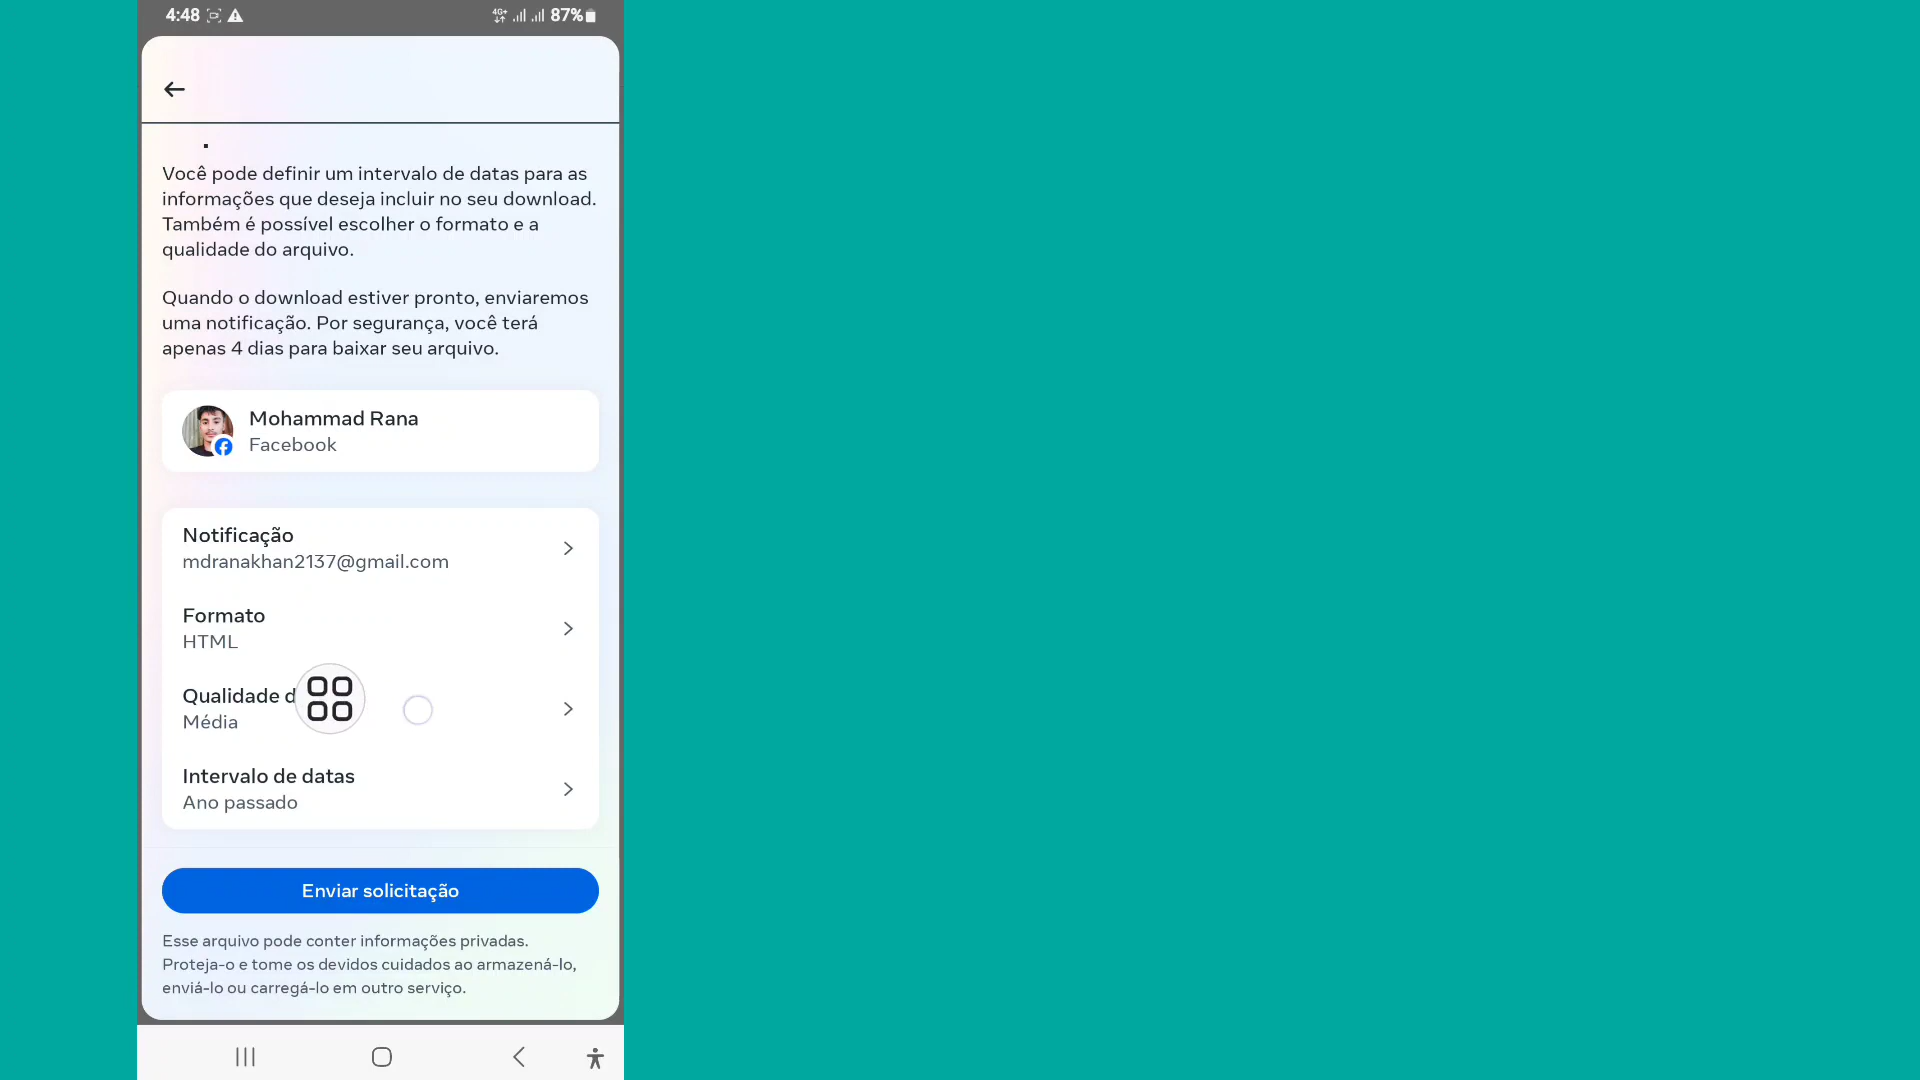 4:48
4G+
87%
Você pode definir um intervalo de datas para as
informações que deseja incluir no seu download.
Também é possível escolher o formato e a
qualidade do arquivo.
Quando o download estiver pronto, enviaremos
uma notificação. Por segurança, você terá
apenas 4 dias para baixar seu arquivo.
Mohammad Rana
Facebook
Notificação
mdranakhan2137@gmail.com
Formato
HTML
Qualidade d
Média
Intervalo de datas
Ano passado
Enviar solicitação
Esse arquivo pode conter informações privadas.
Proteja-o e tome os devidos cuidados ao armazená-lo,
enviá-lo ou carregá-lo em outro serviço.